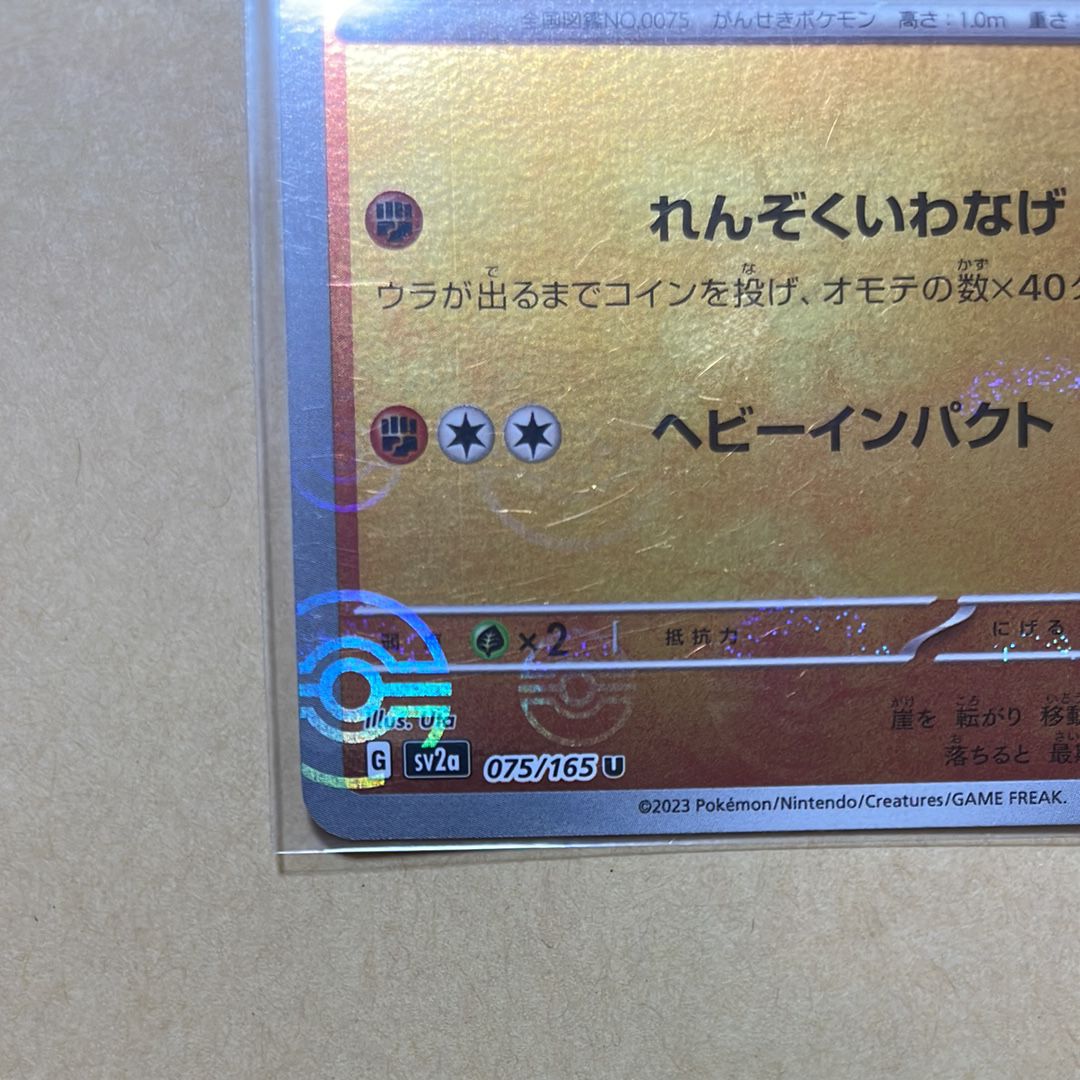 全国図鑑NO.0075 がんせきポケモン 高さ：1.0m 重さ：
れんぞくいわなげ
ウラが出るまでコインを投げ、オモテの数×40
ヘビーインパクト
×2 抵抗力 にげる
崖を 転がり 移動
落ちると 最
Illus. Uta
G sv2a 075/165 U
©2023 Pokémon/Nintendo/Creatures/GAME FREAK.